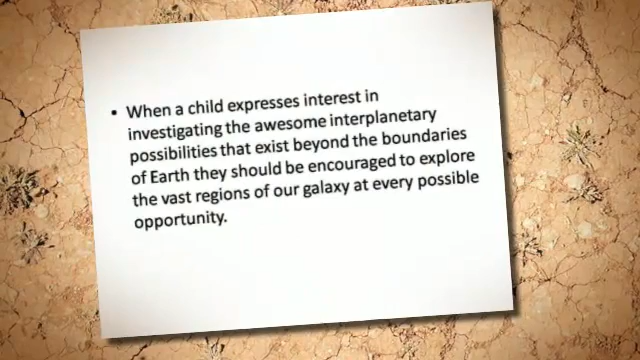 • When a child expresses interest in
investigating the awesome interplanetary
possibilities that exist beyond the boundaries
of Earth they should be encouraged to explore
the vast regions of our galaxy at every possible
opportunity.